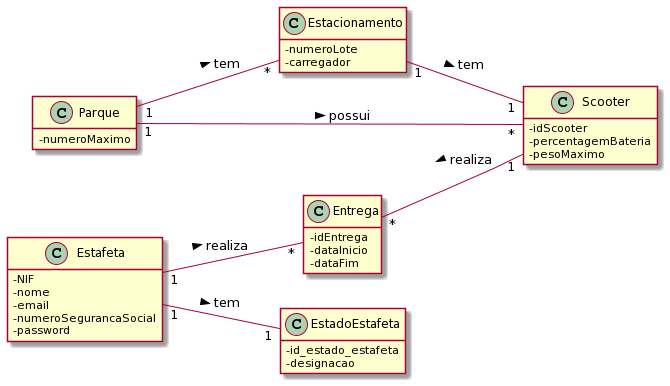 C Estacionamento
-numeroLote
-carregador
tem
*
1
tem
1
C Parque
-numeroMaximo
1
1
possui
*
C Scooter
-idScooter
-percentagemBateria
-pesoMaximo
1
realiza
*
C Entrega
-idEntrega
-dataInicio
-dataFim
C Estafeta
-NIF
-nome
-email
-numeroSegurancaSocial
-password
realiza
1
*
1
tem
1
C EstadoEstafeta
-id_estado_estafeta
-designacao